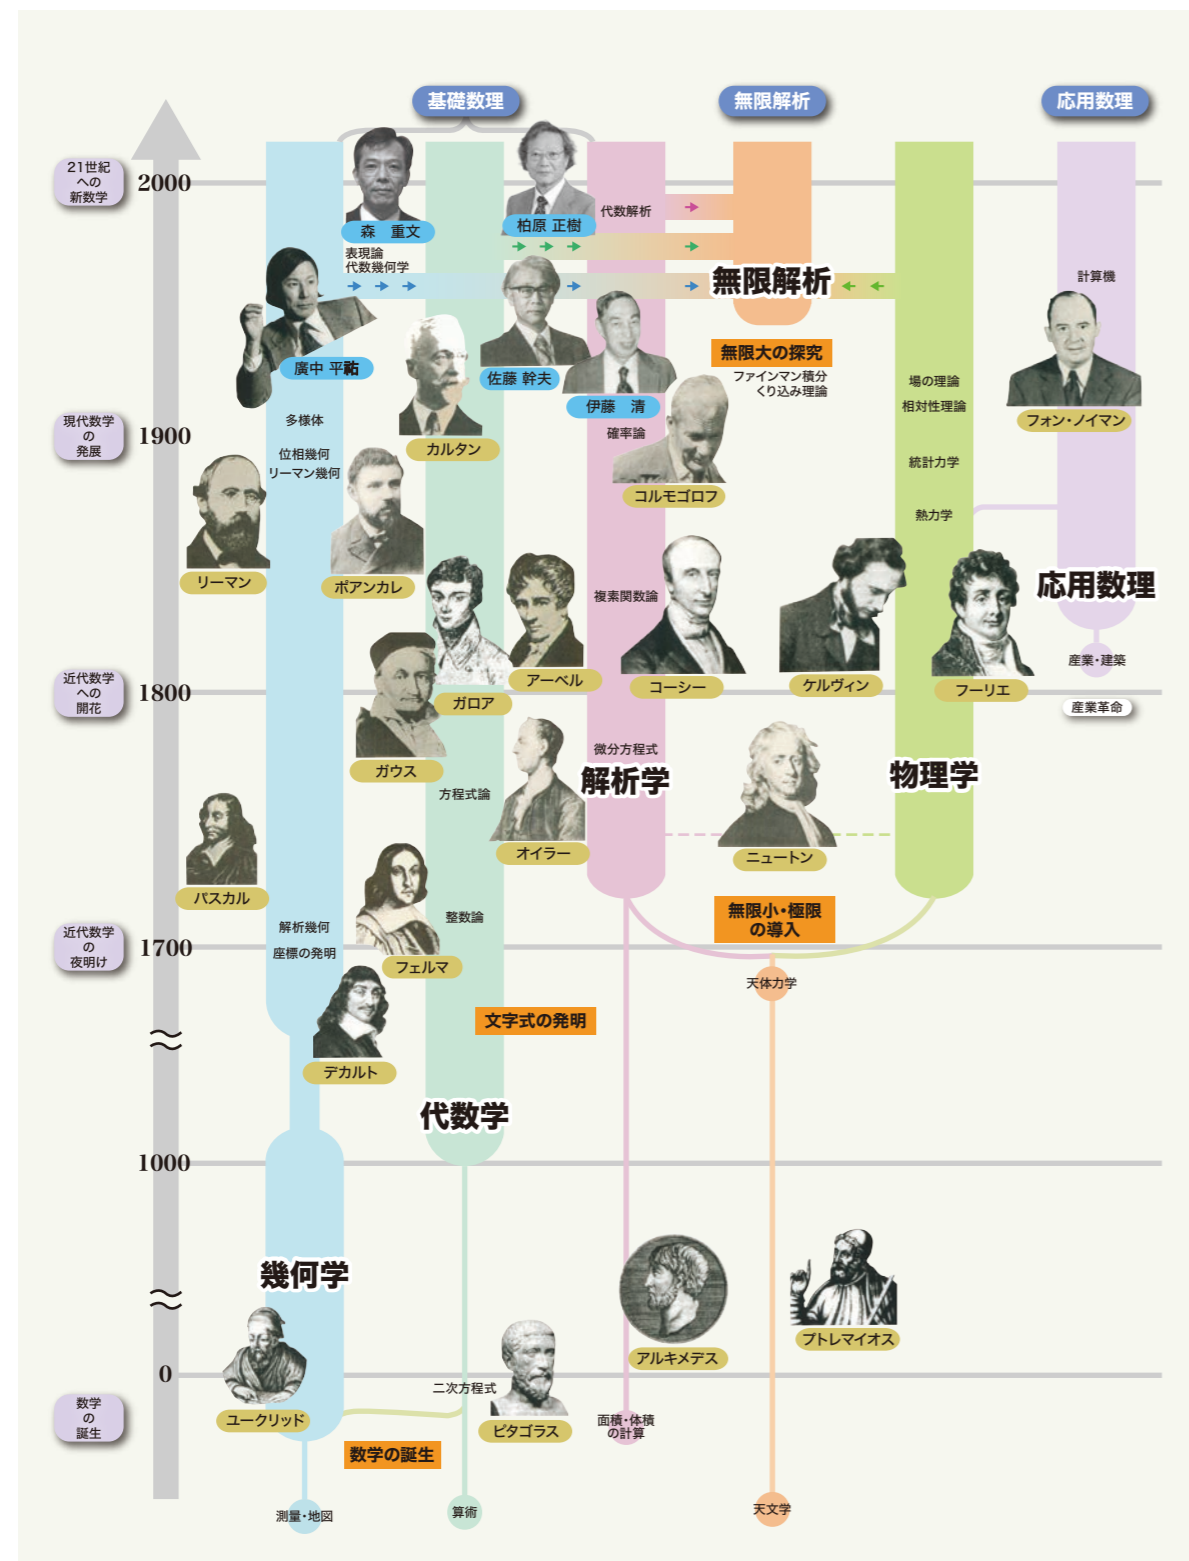 基礎数理
無限解析
応用数理
21世紀
への
新数学
2000
森　重文
柏原 正樹
代数解析
表現論
代数幾何学
無限解析
計算機
廣中 平祐
佐藤 幹夫
伊藤　清
無限大の探究
ファインマン積分
くり込み理論
場の理論
相対性理論
フォン・ノイマン
現代数学
の
発展
1900
多様体
カルタン
確率論
位相幾何
リーマン幾何
統計力学
コルモゴロフ
熱力学
リーマン
ポアンカレ
複素関数論
応用数理
産業・建築
近代数学
への
開花
1800
ガロア
アーベル
コーシー
ケルヴィン
フーリエ
産業革命
ガウス
微分方程式
解析学
物理学
方程式論
オイラー
ニュートン
パスカル
無限小・極限
の導入
整数論
解析幾何
座標の発明
近代数学
の
夜明け
1700
フェルマ
天体力学
文字式の発明
デカルト
代数学
1000
幾何学
プトレマイオス
アルキメデス
0
二次方程式
数学
の
誕生
ユークリッド
ピタゴラス
面積・体積
の計算
数学の誕生
測量・地図
算術
天文学